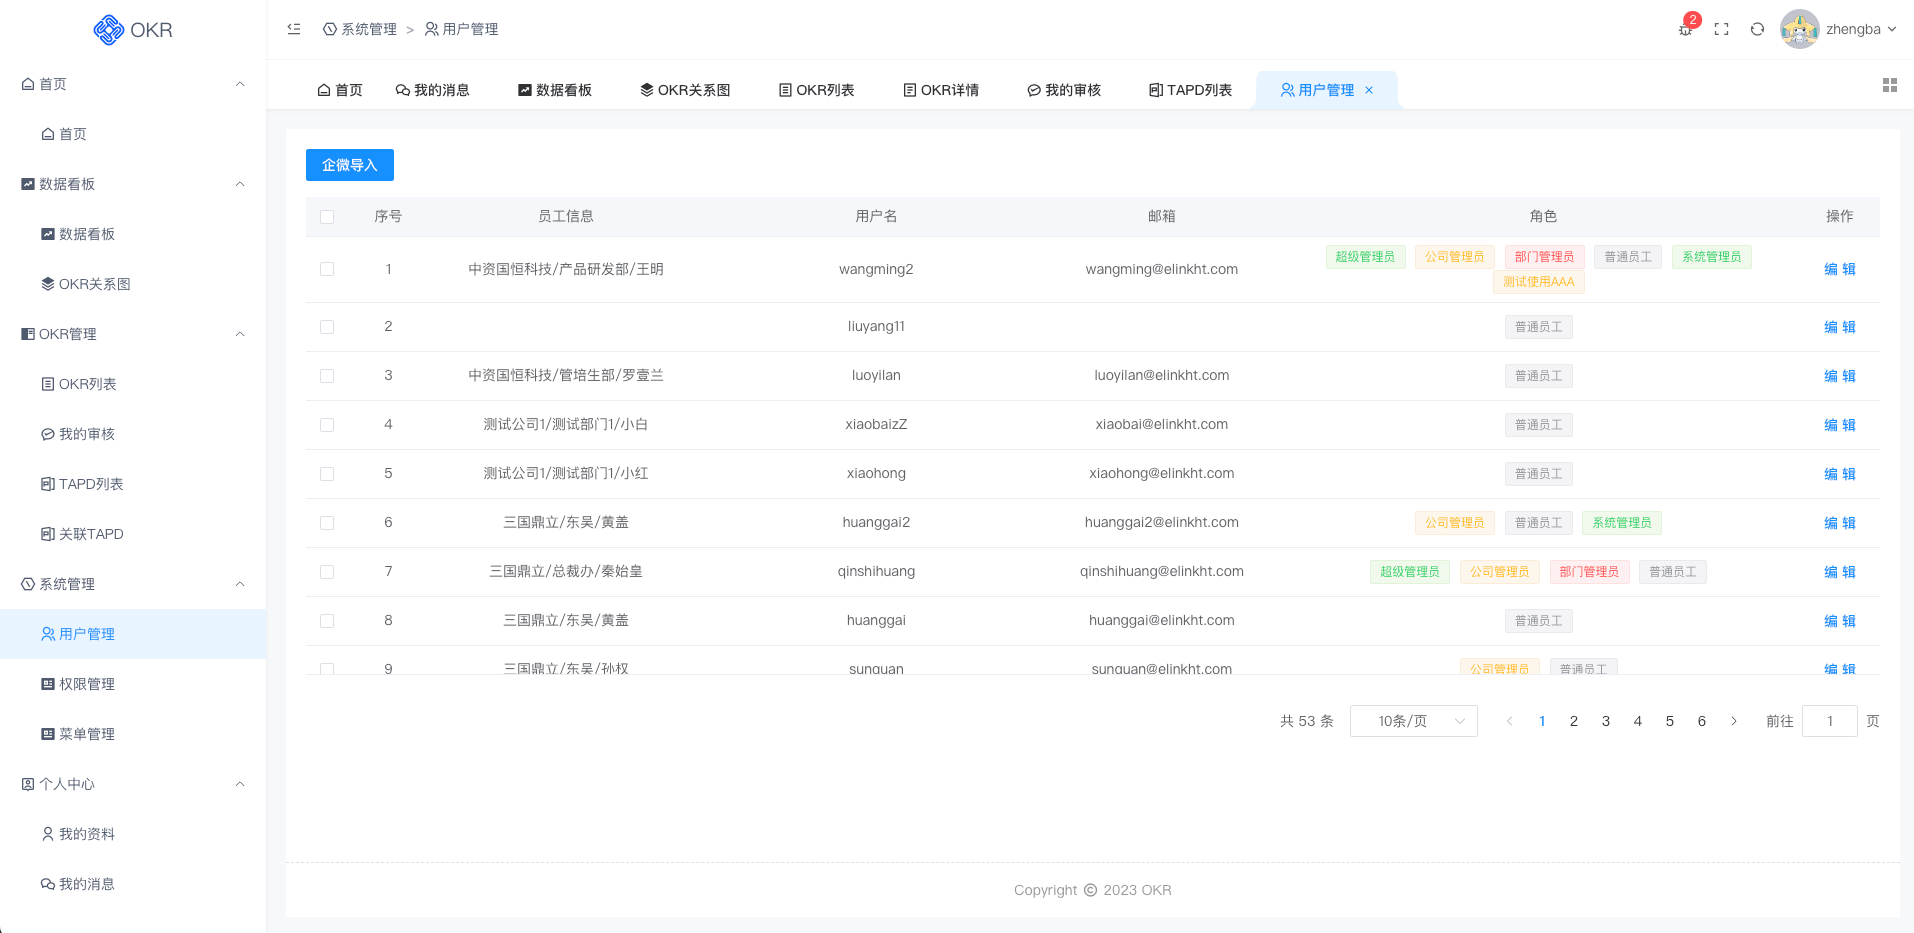 OKR
首页
首页
数据看板
数据看板
OKR关系图
OKR管理
OKR列表
我的审核
TAPD列表
关联TAPD
系统管理
用户管理
权限管理
菜单管理
个人中心
我的资料
我的消息
系统管理 > 用户管理
2
zhengba
首页 我的消息 数据看板 OKR关系图 OKR列表 OKR详情 我的审核 TAPD列表 用户管理 ×
企微导入
序号 员工信息 用户名 邮箱 角色 操作
1 中资国恒科技/产品研发部/王明 wangming2 wangming@elinkht.com 超级管理员 公司管理员 部门管理员 普通员工 系统管理员 测试使用AAA 编辑
2 liuyang11 普通员工 编辑
3 中资国恒科技/管培生部/罗壹兰 luoyilan luoyilan@elinkht.com 普通员工 编辑
4 测试公司1/测试部门1/小白 xiaobaizZ xiaobai@elinkht.com 普通员工 编辑
5 测试公司1/测试部门1/小红 xiaohong xiaohong@elinkht.com 普通员工 编辑
6 三国鼎立/东吴/黄盖 huanggai2 huanggai2@elinkht.com 公司管理员 普通员工 系统管理员 编辑
7 三国鼎立/总裁办/秦始皇 qinshihuang qinshihuang@elinkht.com 超级管理员 公司管理员 部门管理员 普通员工 编辑
8 三国鼎立/东吴/黄盖 huanggai huanggai@elinkht.com 普通员工 编辑
9 三国鼎立/东吴/孙权 sunquan sunquan@elinkht.com 公司管理员 普通员工 编辑
共 53 条 10条/页 1 2 3 4 5 6 前往 1 页
Copyright © 2023 OKR